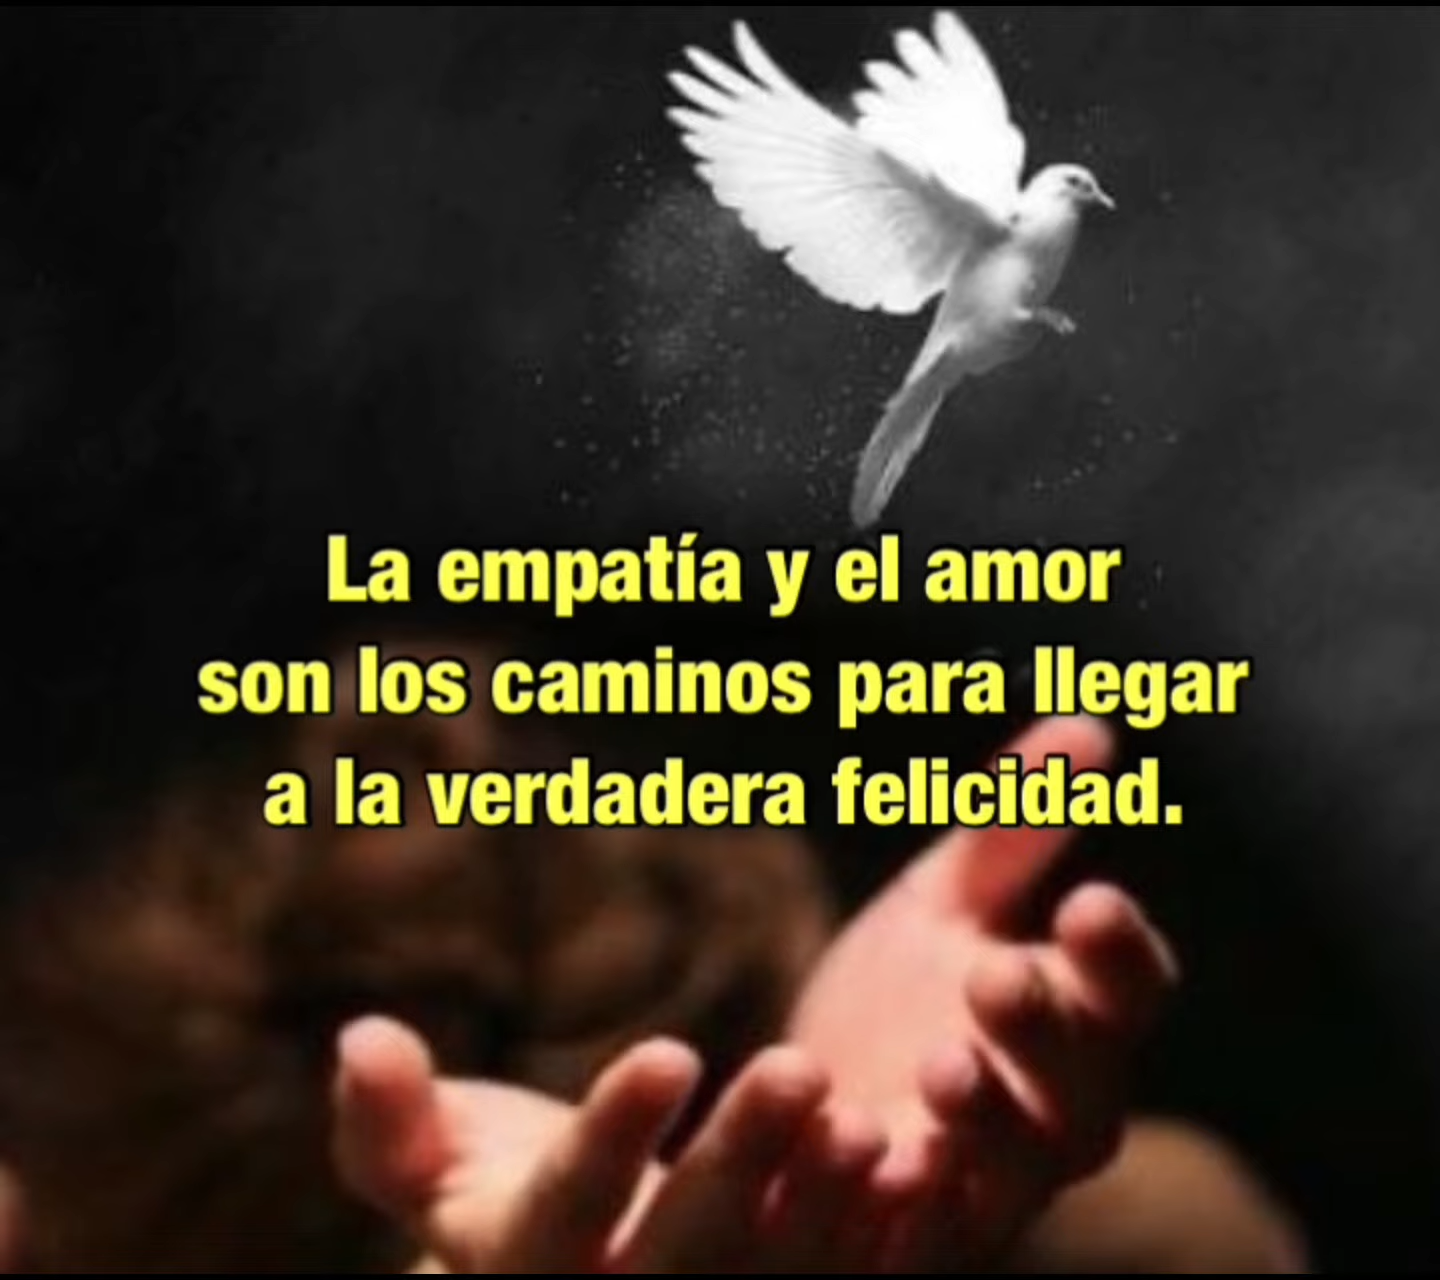 La empatía y el amor
son los caminos para llegar
a la verdadera felicidad.